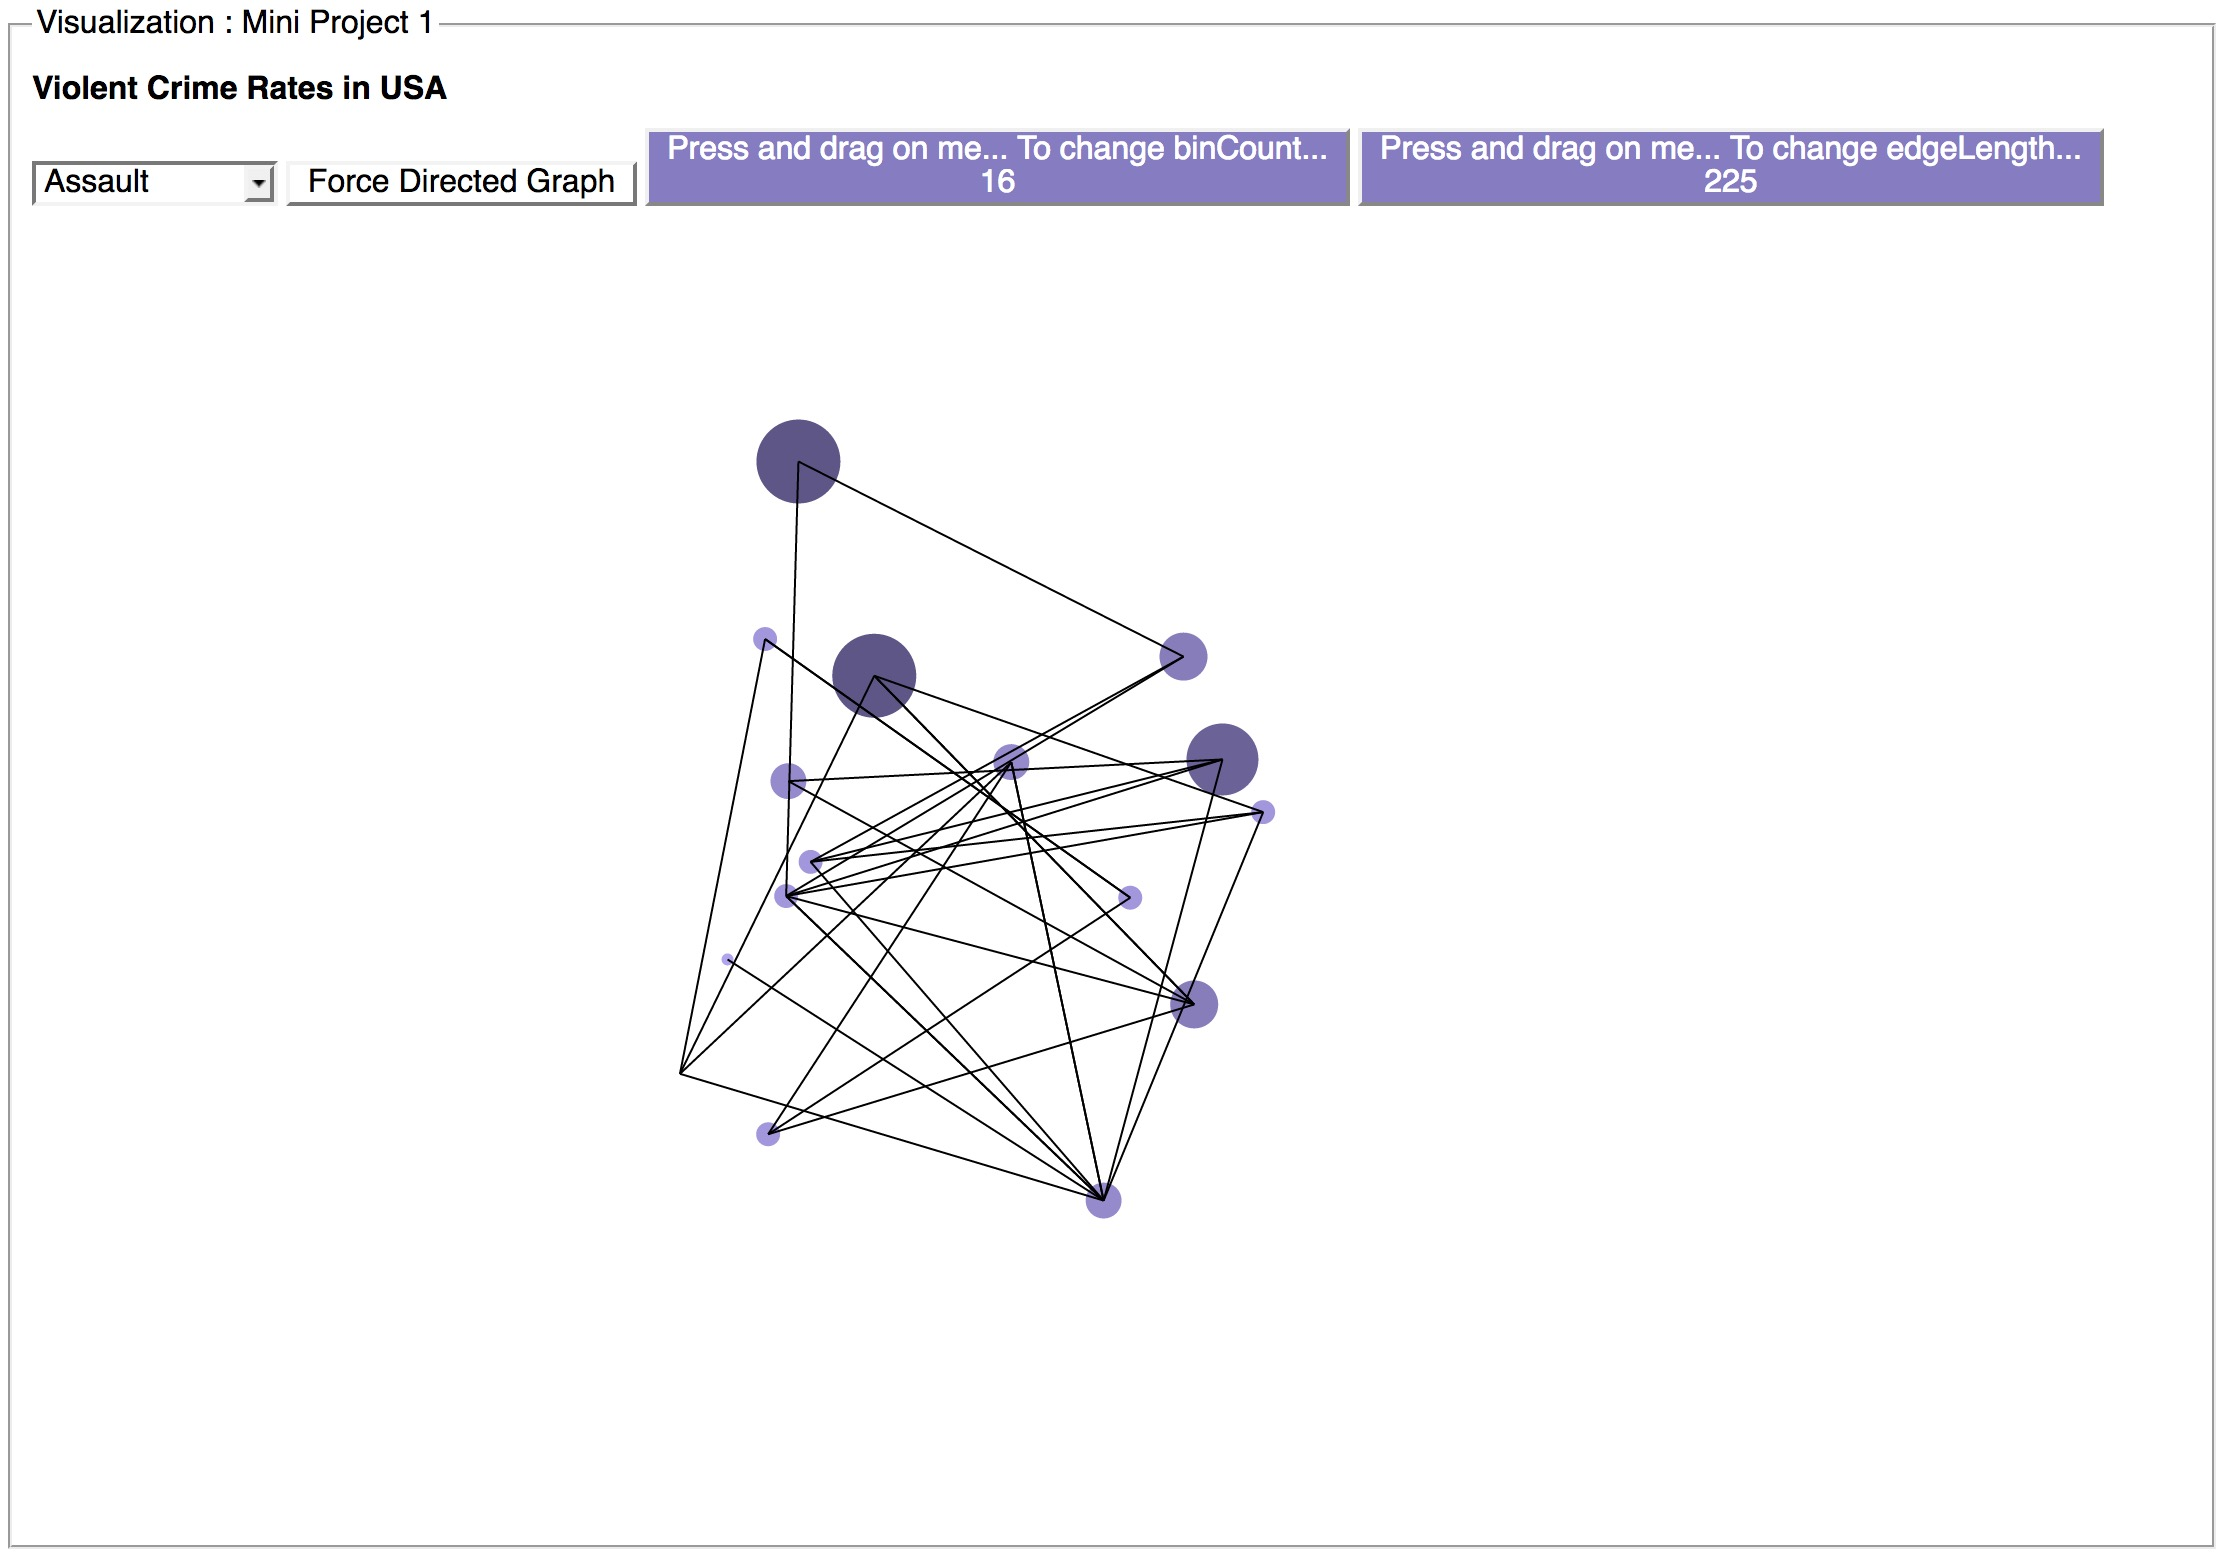 Visualization : Mini Project 1
Violent Crime Rates in USA
Assault
Force Directed Graph
Press and drag on me... To change binCount...
16
Press and drag on me... To change edgeLength...
225